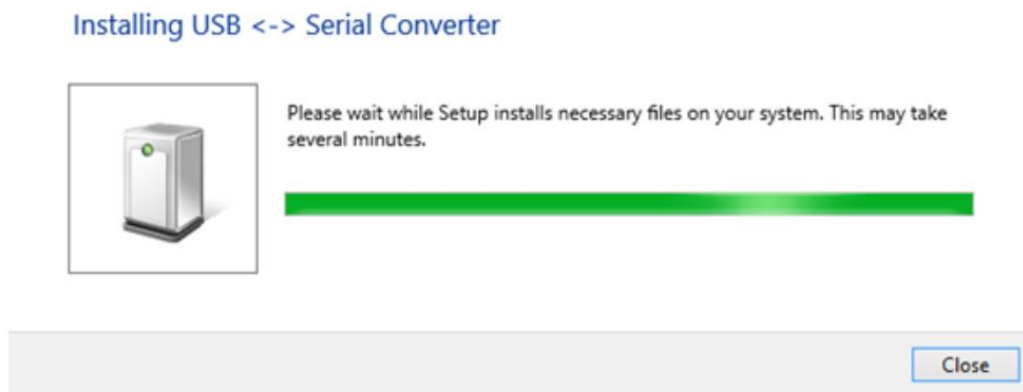 Installing USB <-> Serial Converter
Please wait while Setup installs necessary files on your system. This may take
several minutes.
Close